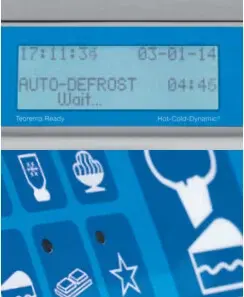 17:11:36 03-01-14
AUTO-DEFROST 04:45
Wait...
Teorema Ready Hot-Cold-Dynamic®